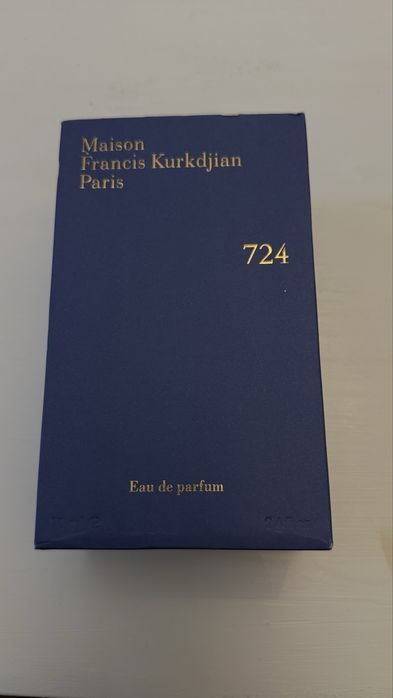 Maison
Francis Kurkdjian
Paris
724
Eau de parfum